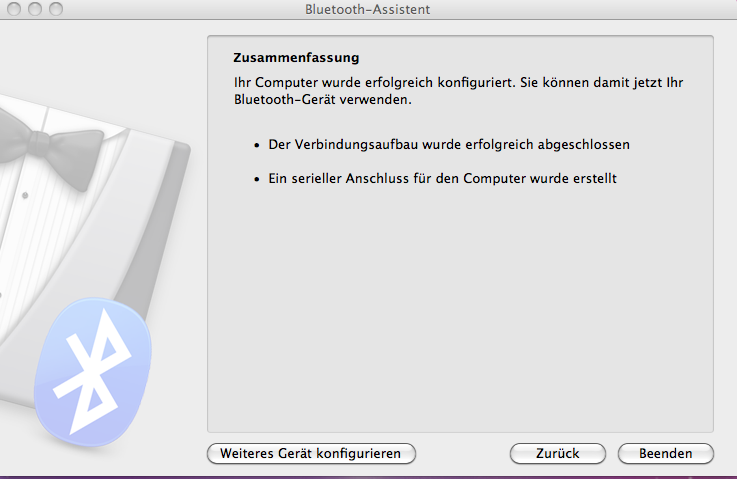 Bluetooth-Assistent
Zusammenfassung
Ihr Computer wurde erfolgreich konfiguriert. Sie können damit jetzt Ihr
Bluetooth-Gerät verwenden.
• Der Verbindungsaufbau wurde erfolgreich abgeschlossen
• Ein serieller Anschluss für den Computer wurde erstellt
Weiteres Gerät konfigurieren
Zurück
Beenden